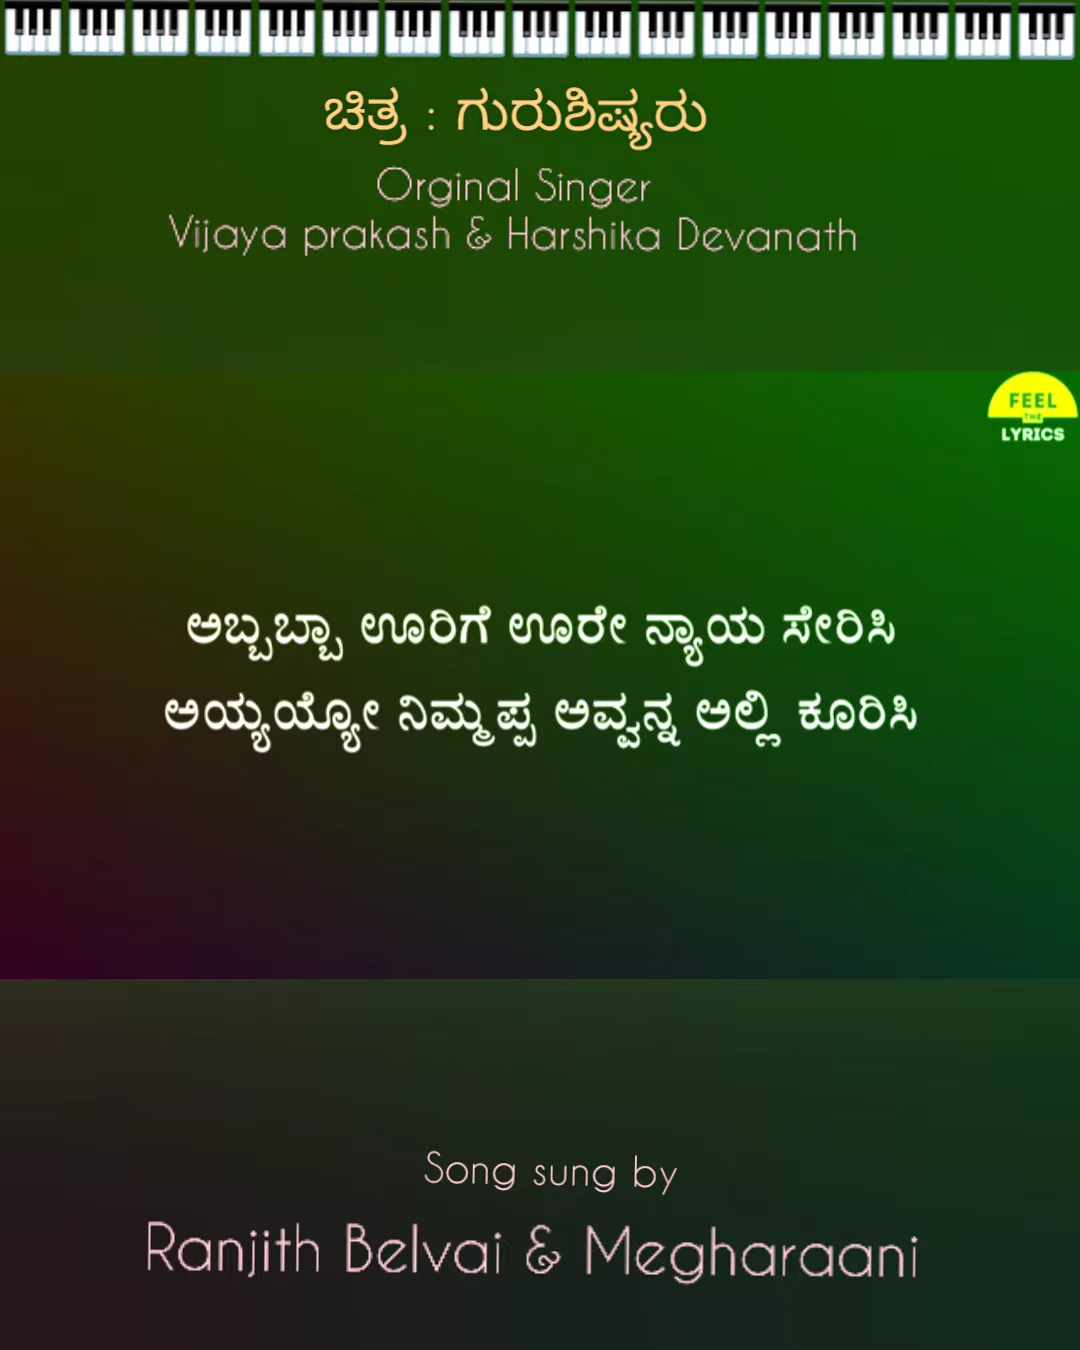 ಚಿತ್ರ : ಗುರುಶಿಷ್ಯರು
Orginal Singer
Vijaya prakash & Harshika Devanath
FEEL
THE
LYRICS
ಅಬ್ಬಬ್ಬಾ ಊರಿಗೆ ಊರೇ ನ್ಯಾಯ ಸೇರಿಸಿ
ಅಯ್ಯಯ್ಯೋ ನಿಮ್ಮಪ್ಪ ಅವ್ವನ್ನ ಅಲ್ಲಿ ಕೂರಿಸಿ
Song sung by
Ranjith Belvai & Megharaani